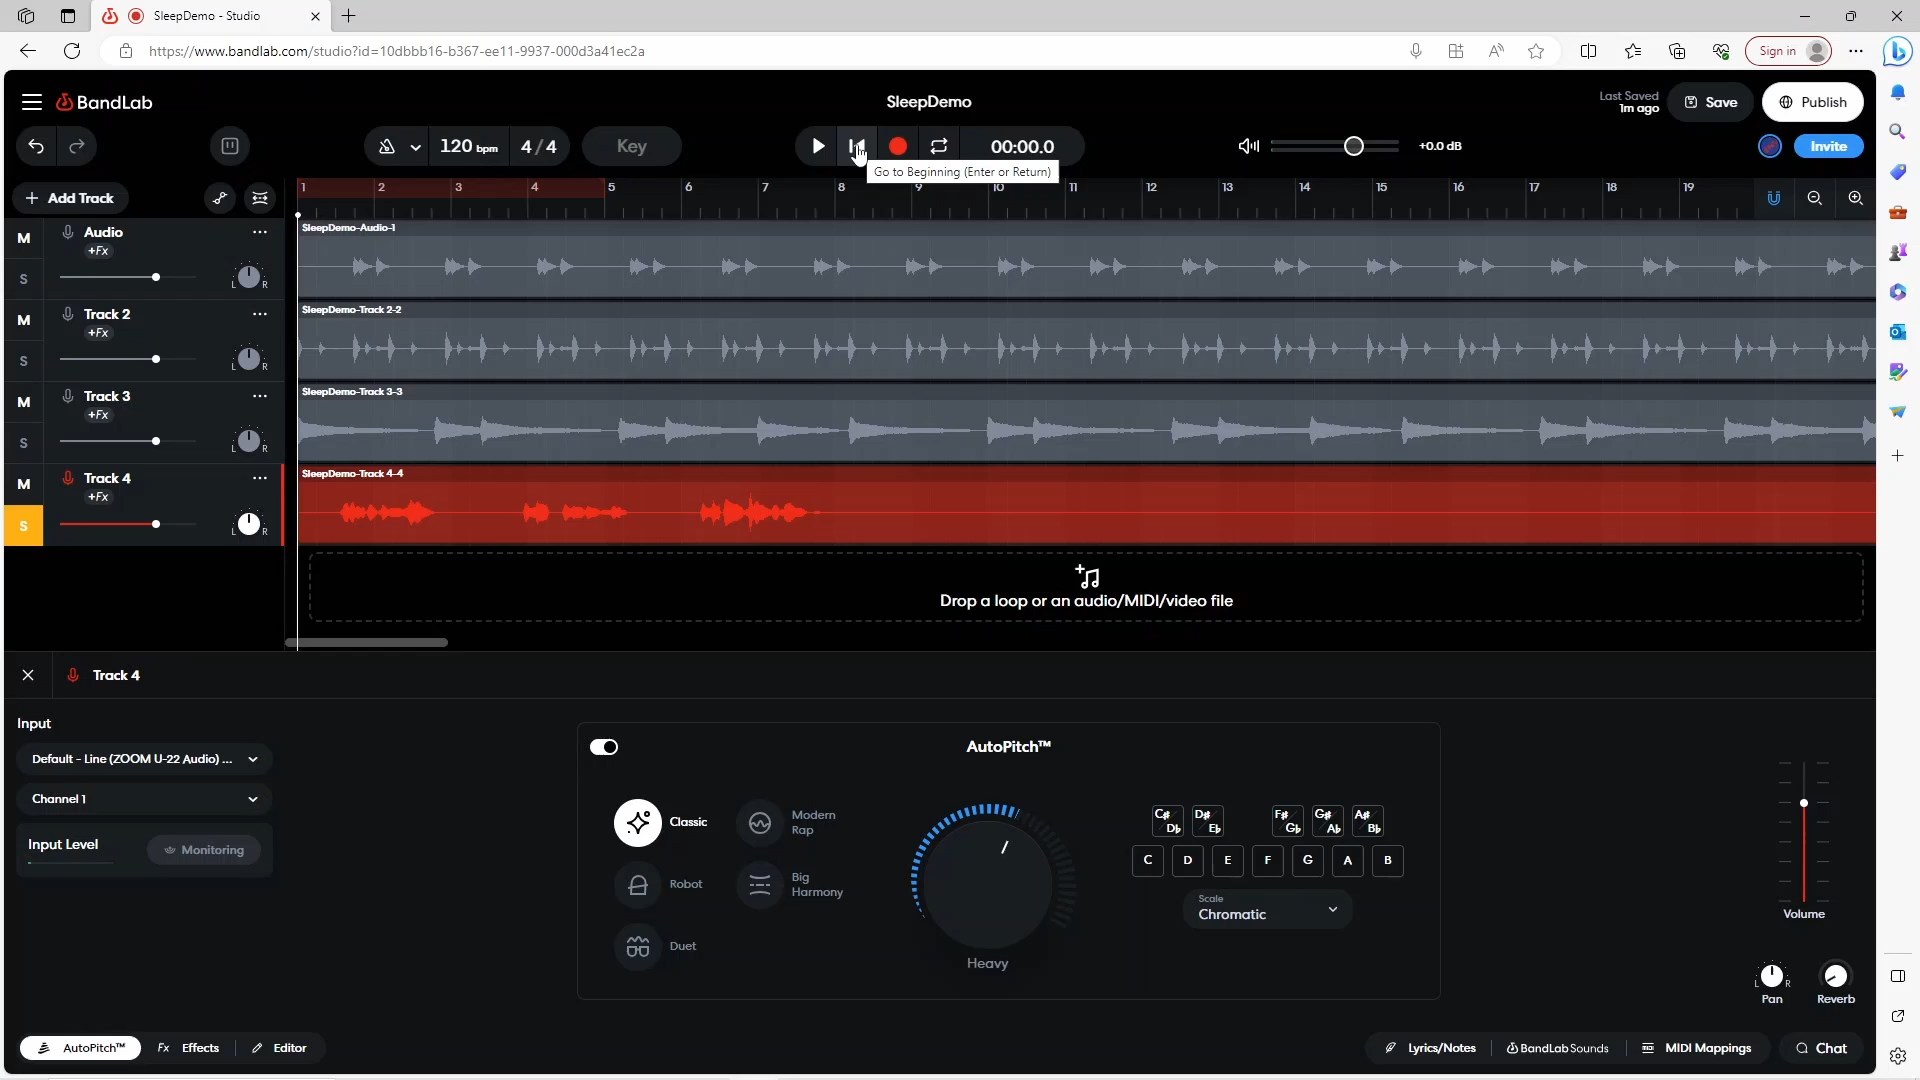 SleepDemo - Studio
https://www.bandlab.com/studio?id=10dbbb16-b367-ee11-9937-000d3a41ec2a
Sign in
BandLab
SleepDemo
Last Saved
1m ago
Save
Publish
120 bpm
4/4
Key
00:00.0
+0.0 dB
Invite
Go to Beginning (Enter or Return)
Add Track
1 2 3 4 5 6 7 8 9 10 11 12 13 14 15 16 17 18 19
M
Audio
+Fx
S
L R
SleepDemo-Audio-1
M
Track 2
+Fx
S
L R
SleepDemo-Track 2-2
M
Track 3
+Fx
S
L R
SleepDemo-Track 3-3
M
Track 4
+Fx
S
L R
SleepDemo-Track 4-4
Drop a loop or an audio/MIDI/video file
Track 4
Input
Default - Line (ZOOM U-22 Audio) ...
Channel 1
Input Level
Monitoring
AutoPitch™
Classic
Modern
Rap
Robot
Big
Harmony
Duet
Heavy
C# Db
D# Eb
F# Gb
G# Ab
A# Bb
C D E F G A B
Scale
Chromatic
Volume
L R
Pan
Reverb
AutoPitch™
Fx Effects
Editor
Lyrics/Notes
BandLab Sounds
MIDI Mappings
Chat